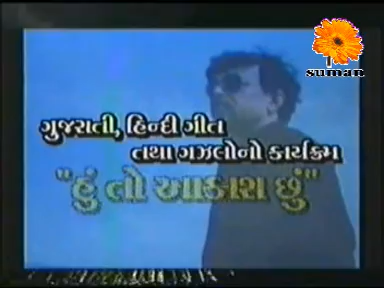 suman
ગુજરાતી, હિન્દી ગીત
તથા ગઝલોનો કાર્યક્રમ
"હું તો આકાશ છું"